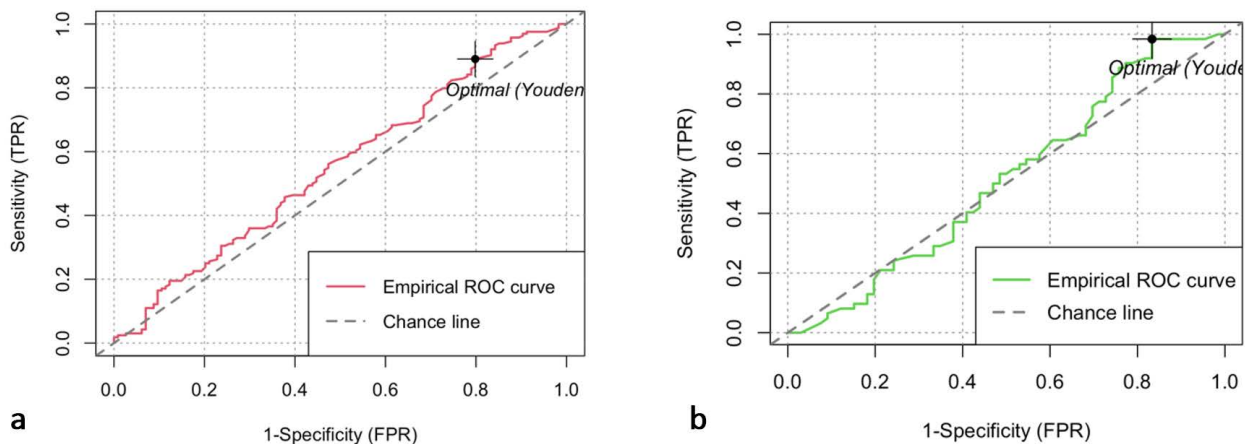 Sensitivity (TPR)
1.0
0.8
0.6
0.4
0.2
0.0
Optimal (Youden
Empirical ROC curve
Chance line
0.0 0.2 0.4 0.6 0.8 1.0
1-Specificity (FPR)
a
Sensitivity (TPR)
1.0
0.8
0.6
0.4
0.2
0.0
Optimal (Youde
Empirical ROC curve
Chance line
0.0 0.2 0.4 0.6 0.8 1.0
1-Specificity (FPR)
b